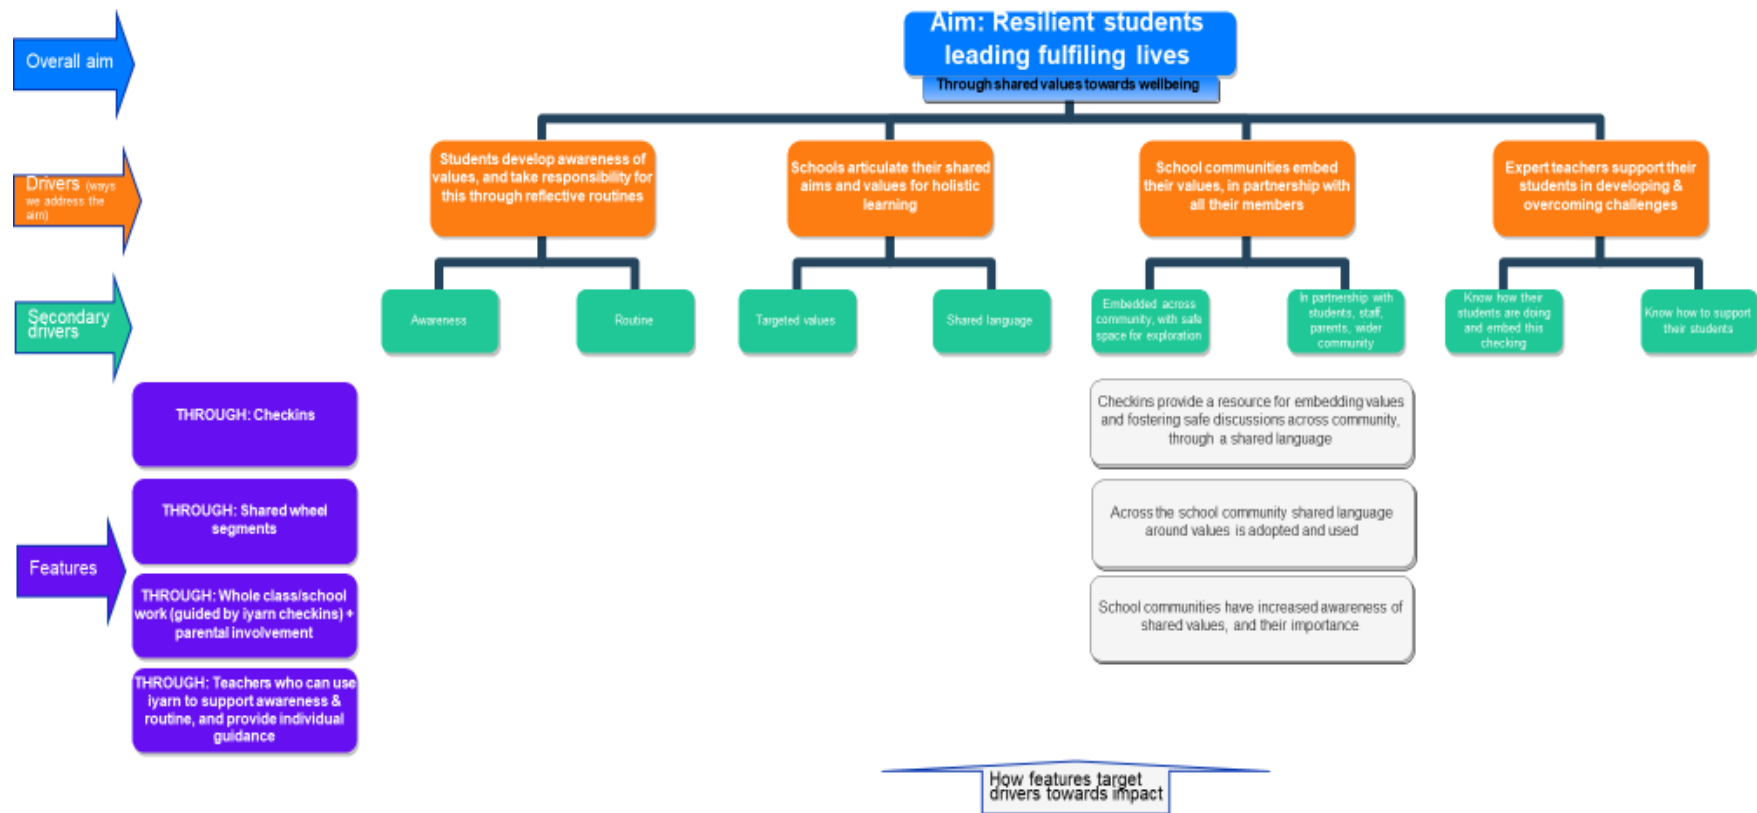 Overall aim
Aim: Resilient students
leading fulfiling lives
Through shared values towards wellbeing
Drivers (ways
we address the
aim)
Students develop awareness of
values, and take responsibility for
this through reflective routines
Schools articulate their shared
aims and values for holistic
learning
School communities embed
their values, in partnership with
all their members
Expert teachers support their
students in developing &
overcoming challenges
Secondary
drivers
Awareness
Routine
Targeted values
Shared language
Embedded across
community, with safe
space for exploration
In partnership with
students, staff,
parents, wider
community
Know how their
students are doing
and embed this
checking
Know how to support
their students
Features
THROUGH: Checkins
Checkins provide a resource for embedding values
and fostering safe discussions across community,
through a shared language
THROUGH: Shared wheel
segments
Across the school community shared language
around values is adopted and used
THROUGH: Whole class/school
work (guided by iyarn checkins) +
parental involvement
School communities have increased awareness of
shared values, and their importance
THROUGH: Teachers who can use
iyarn to support awareness &
routine, and provide individual
guidance
How features target
drivers towards impact